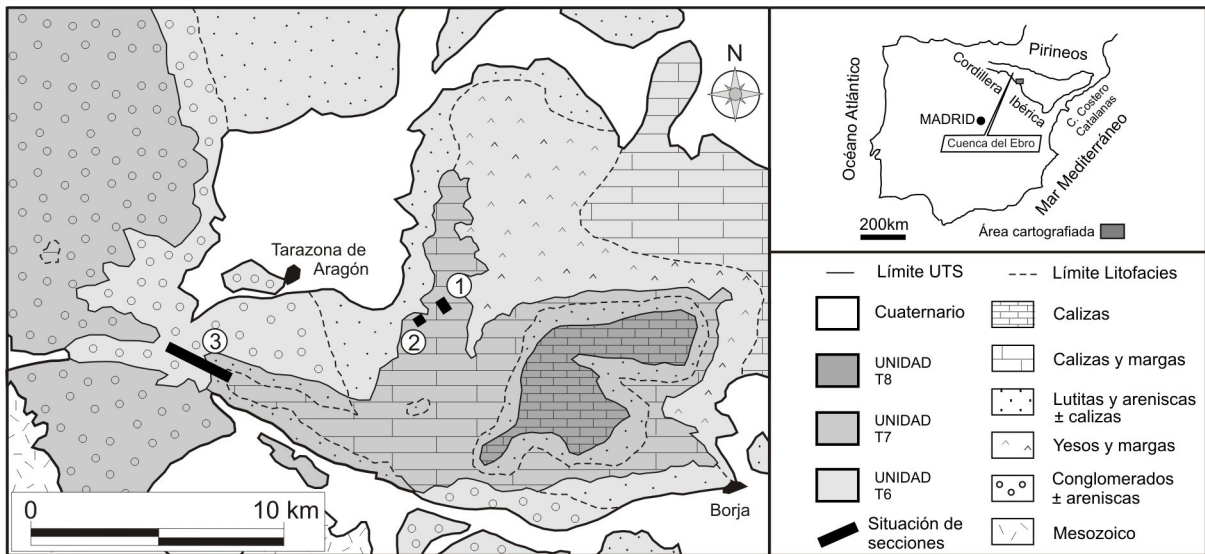 N
Tarazona de
Aragón
1
2
3
Borja
0 10 km
Océano Atlántico
Pirineos
Cordillera
Ibérica
C. Costero
Catalanas
MADRID
Cuenca del Ebro
Mar Mediterráneo
200km
Área cartografiada
Límite UTS
Límite Litofacies
Cuaternario
Calizas
UNIDAD
T8
Calizas y margas
Lutitas y areniscas
± calizas
UNIDAD
T7
Yesos y margas
UNIDAD
T6
Conglomerados
± areniscas
Situación de
secciones
Mesozoico